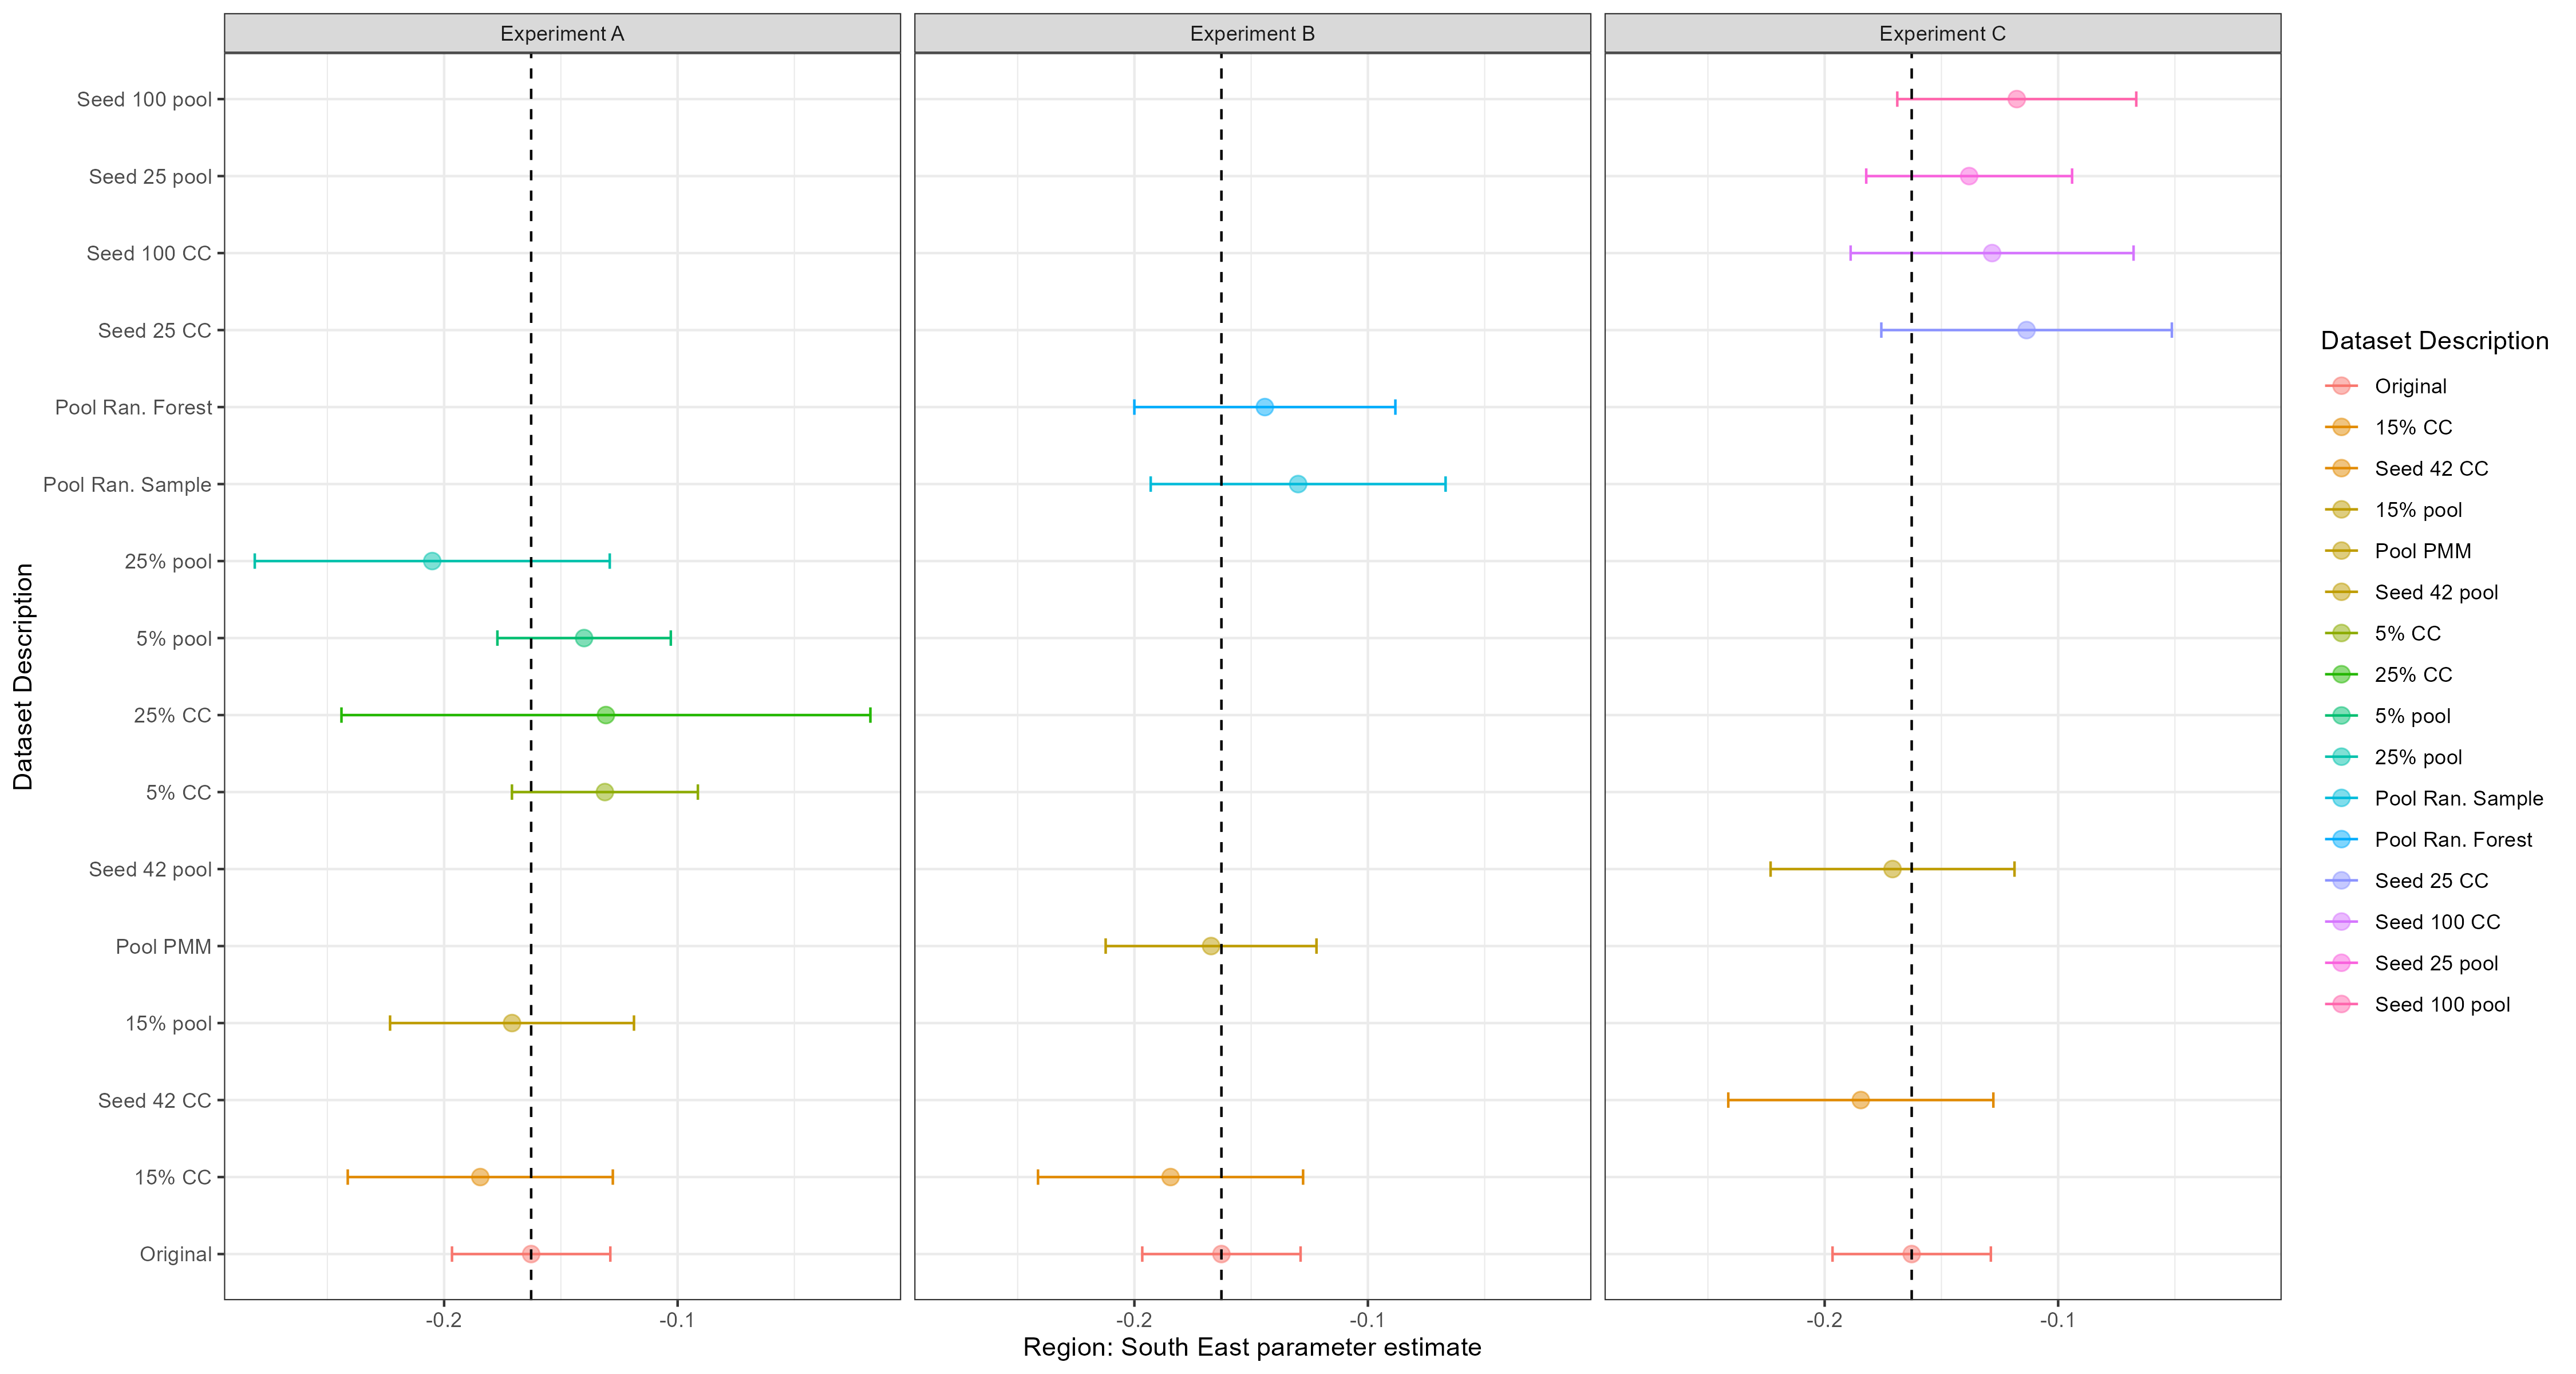 Experiment A
Experiment B
Experiment C
Dataset Description
Seed 100 pool
Seed 25 pool
Seed 100 CC
Seed 25 CC
Pool Ran. Forest
Pool Ran. Sample
25% pool
5% pool
25% CC
5% CC
Seed 42 pool
Pool PMM
15% pool
Seed 42 CC
15% CC
Original
-0.2
-0.1
-0.2
-0.1
-0.2
-0.1
Region: South East parameter estimate
Dataset Description
Original
15% CC
Seed 42 CC
15% pool
Pool PMM
Seed 42 pool
5% CC
25% CC
5% pool
25% pool
Pool Ran. Sample
Pool Ran. Forest
Seed 25 CC
Seed 100 CC
Seed 25 pool
Seed 100 pool